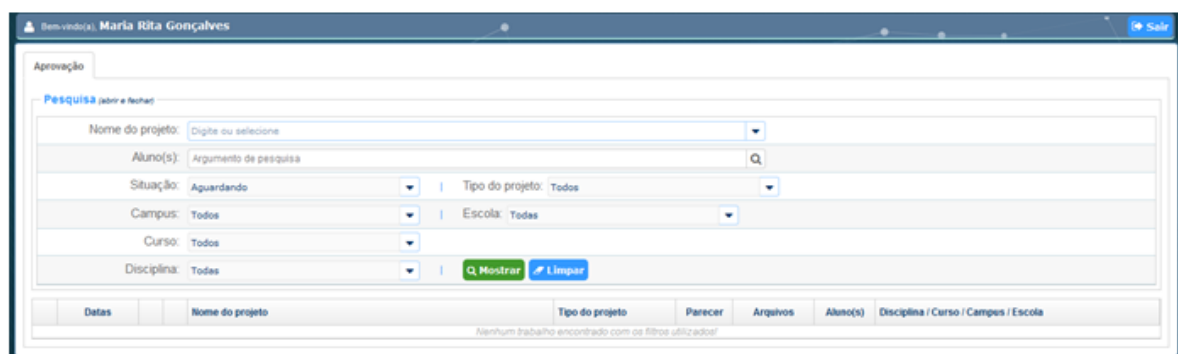 Bem-vindo(a), Maria Rita Gonçalves Sair
Aprovação
Pesquisa (abrir e fechar)
Nome do projeto: Digite ou selecione
Aluno(s): Argumento de pesquisa
Situação: Aguardando | Tipo do projeto: Todos
Campus: Todos | Escola: Todas
Curso: Todos
Disciplina: Todas | Mostrar Limpar
Datas Nome do projeto Tipo do projeto Parecer Arquivos Aluno(s) Disciplina / Curso / Campus / Escola
Nenhum trabalho encontrado com os filtros utilizados!